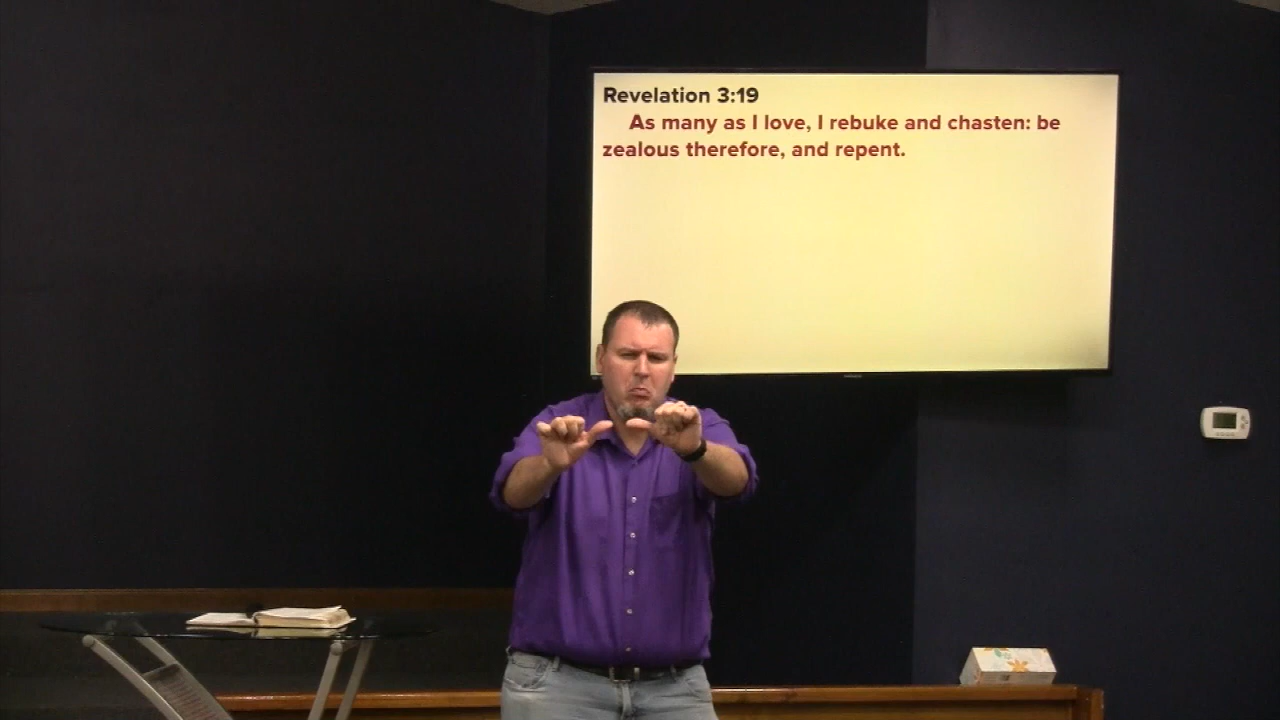 Revelation 3:19
As many as I love, I rebuke and chasten: be
zealous therefore, and repent.